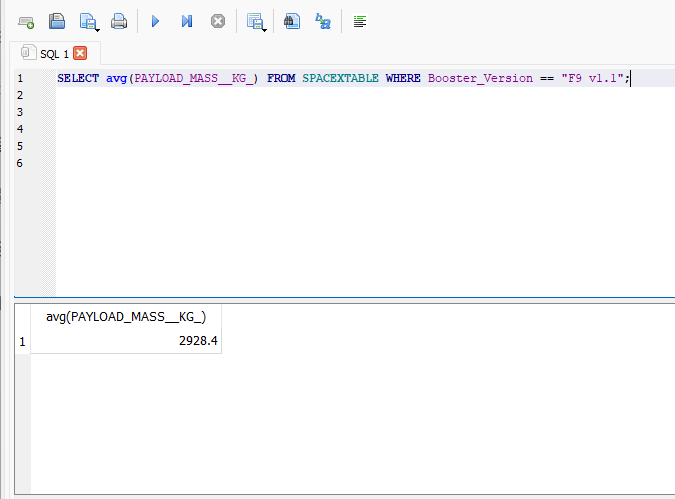 SQL 1
1 SELECT avg(PAYLOAD_MASS__KG_) FROM SPACEXTABLE WHERE Booster_Version == "F9 v1.1";
2
3
4
5
6
avg(PAYLOAD_MASS__KG_)
1 2928.4